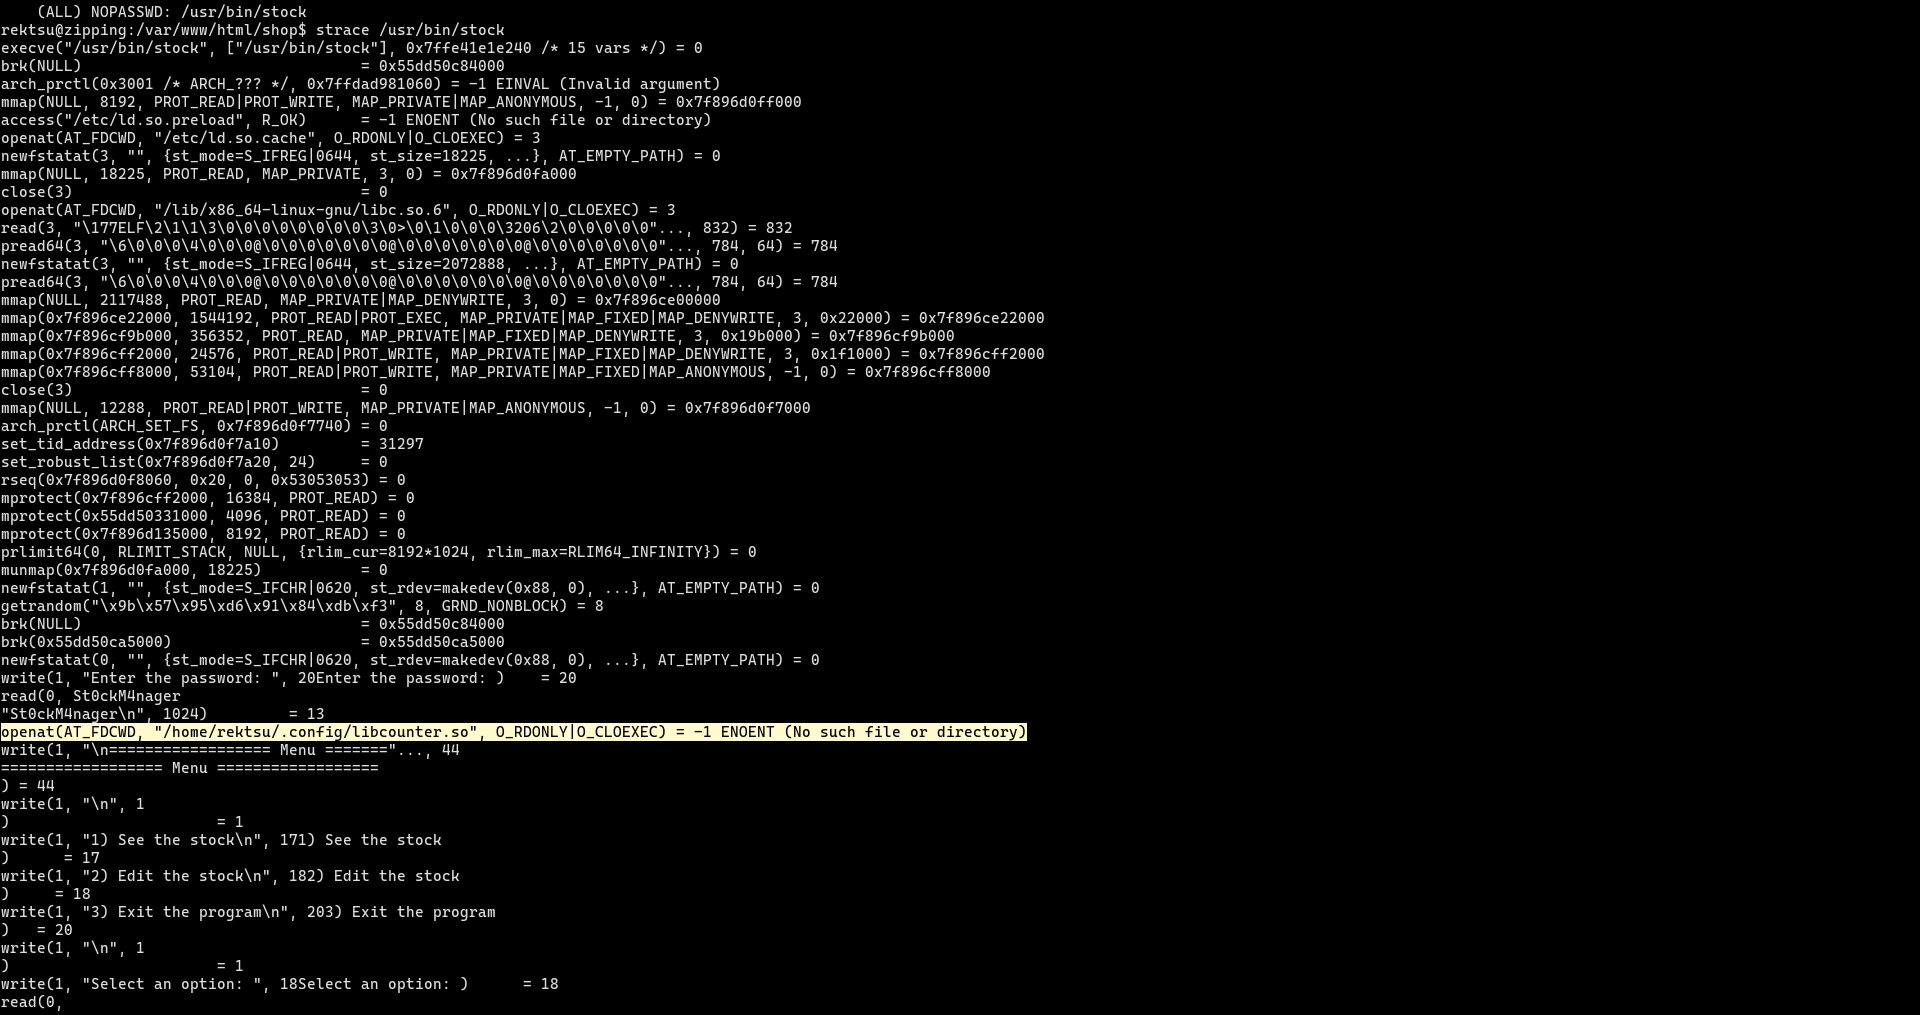 (ALL) NOPASSWD: /usr/bin/stock
rektsu@zipping:/var/www/html/shop$ strace /usr/bin/stock
execve("/usr/bin/stock", ["/usr/bin/stock"], 0x7ffe41e1e240 /* 15 vars */) = 0
brk(NULL)                               = 0x55dd50c84000
arch_prctl(0x3001 /* ARCH_??? */, 0x7ffdad981060) = -1 EINVAL (Invalid argument)
mmap(NULL, 8192, PROT_READ|PROT_WRITE, MAP_PRIVATE|MAP_ANONYMOUS, -1, 0) = 0x7f896d0ff000
access("/etc/ld.so.preload", R_OK)      = -1 ENOENT (No such file or directory)
openat(AT_FDCWD, "/etc/ld.so.cache", O_RDONLY|O_CLOEXEC) = 3
newfstatat(3, "", {st_mode=S_IFREG|0644, st_size=18225, ...}, AT_EMPTY_PATH) = 0
mmap(NULL, 18225, PROT_READ, MAP_PRIVATE, 3, 0) = 0x7f896d0fa000
close(3)                                = 0
openat(AT_FDCWD, "/lib/x86_64-linux-gnu/libc.so.6", O_RDONLY|O_CLOEXEC) = 3
read(3, "\177ELF\2\1\1\3\0\0\0\0\0\0\0\0\3\0>\0\1\0\0\0\3206\2\0\0\0\0\0"..., 832) = 832
pread64(3, "\6\0\0\0\4\0\0\0@\0\0\0\0\0\0\0@\0\0\0\0\0\0\0@\0\0\0\0\0\0\0"..., 784, 64) = 784
newfstatat(3, "", {st_mode=S_IFREG|0644, st_size=2072888, ...}, AT_EMPTY_PATH) = 0
pread64(3, "\6\0\0\0\4\0\0\0@\0\0\0\0\0\0\0@\0\0\0\0\0\0\0@\0\0\0\0\0\0\0"..., 784, 64) = 784
mmap(NULL, 2117488, PROT_READ, MAP_PRIVATE|MAP_DENYWRITE, 3, 0) = 0x7f896ce00000
mmap(0x7f896ce22000, 1544192, PROT_READ|PROT_EXEC, MAP_PRIVATE|MAP_FIXED|MAP_DENYWRITE, 3, 0x22000) = 0x7f896ce22000
mmap(0x7f896cf9b000, 356352, PROT_READ, MAP_PRIVATE|MAP_FIXED|MAP_DENYWRITE, 3, 0x19b000) = 0x7f896cf9b000
mmap(0x7f896cff2000, 24576, PROT_READ|PROT_WRITE, MAP_PRIVATE|MAP_FIXED|MAP_DENYWRITE, 3, 0x1f1000) = 0x7f896cff2000
mmap(0x7f896cff8000, 53104, PROT_READ|PROT_WRITE, MAP_PRIVATE|MAP_FIXED|MAP_ANONYMOUS, -1, 0) = 0x7f896cff8000
close(3)                                = 0
mmap(NULL, 12288, PROT_READ|PROT_WRITE, MAP_PRIVATE|MAP_ANONYMOUS, -1, 0) = 0x7f896d0f7000
arch_prctl(ARCH_SET_FS, 0x7f896d0f7740) = 0
set_tid_address(0x7f896d0f7a10)         = 31297
set_robust_list(0x7f896d0f7a20, 24)     = 0
rseq(0x7f896d0f8060, 0x20, 0, 0x53053053) = 0
mprotect(0x7f896cff2000, 16384, PROT_READ) = 0
mprotect(0x55dd50331000, 4096, PROT_READ) = 0
mprotect(0x7f896d135000, 8192, PROT_READ) = 0
prlimit64(0, RLIMIT_STACK, NULL, {rlim_cur=8192*1024, rlim_max=RLIM64_INFINITY}) = 0
munmap(0x7f896d0fa000, 18225)           = 0
newfstatat(1, "", {st_mode=S_IFCHR|0620, st_rdev=makedev(0x88, 0), ...}, AT_EMPTY_PATH) = 0
getrandom("\x9b\x57\x95\xd6\x91\x84\xdb\xf3", 8, GRND_NONBLOCK) = 8
brk(NULL)                               = 0x55dd50c84000
brk(0x55dd50ca5000)                     = 0x55dd50ca5000
newfstatat(0, "", {st_mode=S_IFCHR|0620, st_rdev=makedev(0x88, 0), ...}, AT_EMPTY_PATH) = 0
write(1, "Enter the password: ", 20Enter the password: )    = 20
read(0, St0ckM4nager
"St0ckM4nager\n", 1024)         = 13
openat(AT_FDCWD, "/home/rektsu/.config/libcounter.so", O_RDONLY|O_CLOEXEC) = -1 ENOENT (No such file or directory)
write(1, "\n================== Menu ======="..., 44
================== Menu ==================
) = 44
write(1, "\n", 1
)                       = 1
write(1, "1) See the stock\n", 171) See the stock
)      = 17
write(1, "2) Edit the stock\n", 182) Edit the stock
)     = 18
write(1, "3) Exit the program\n", 203) Exit the program
)   = 20
write(1, "\n", 1
)                       = 1
write(1, "Select an option: ", 18Select an option: )      = 18
read(0,